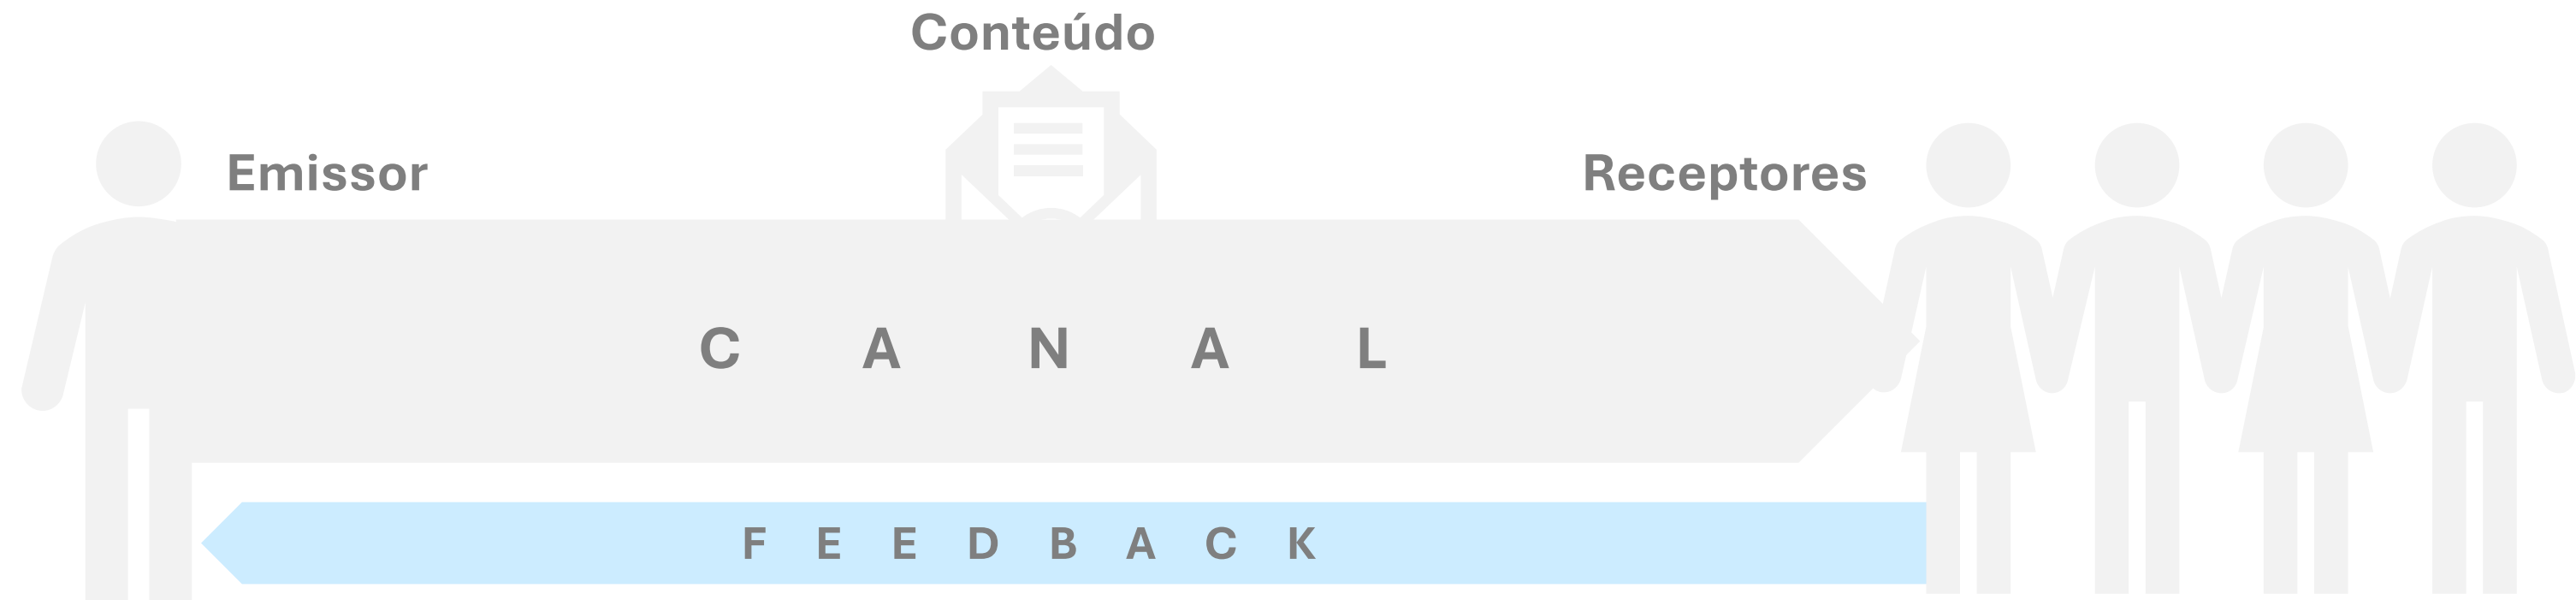 Conteúdo
Emissor
Receptores
C A N A L
F E E D B A C K